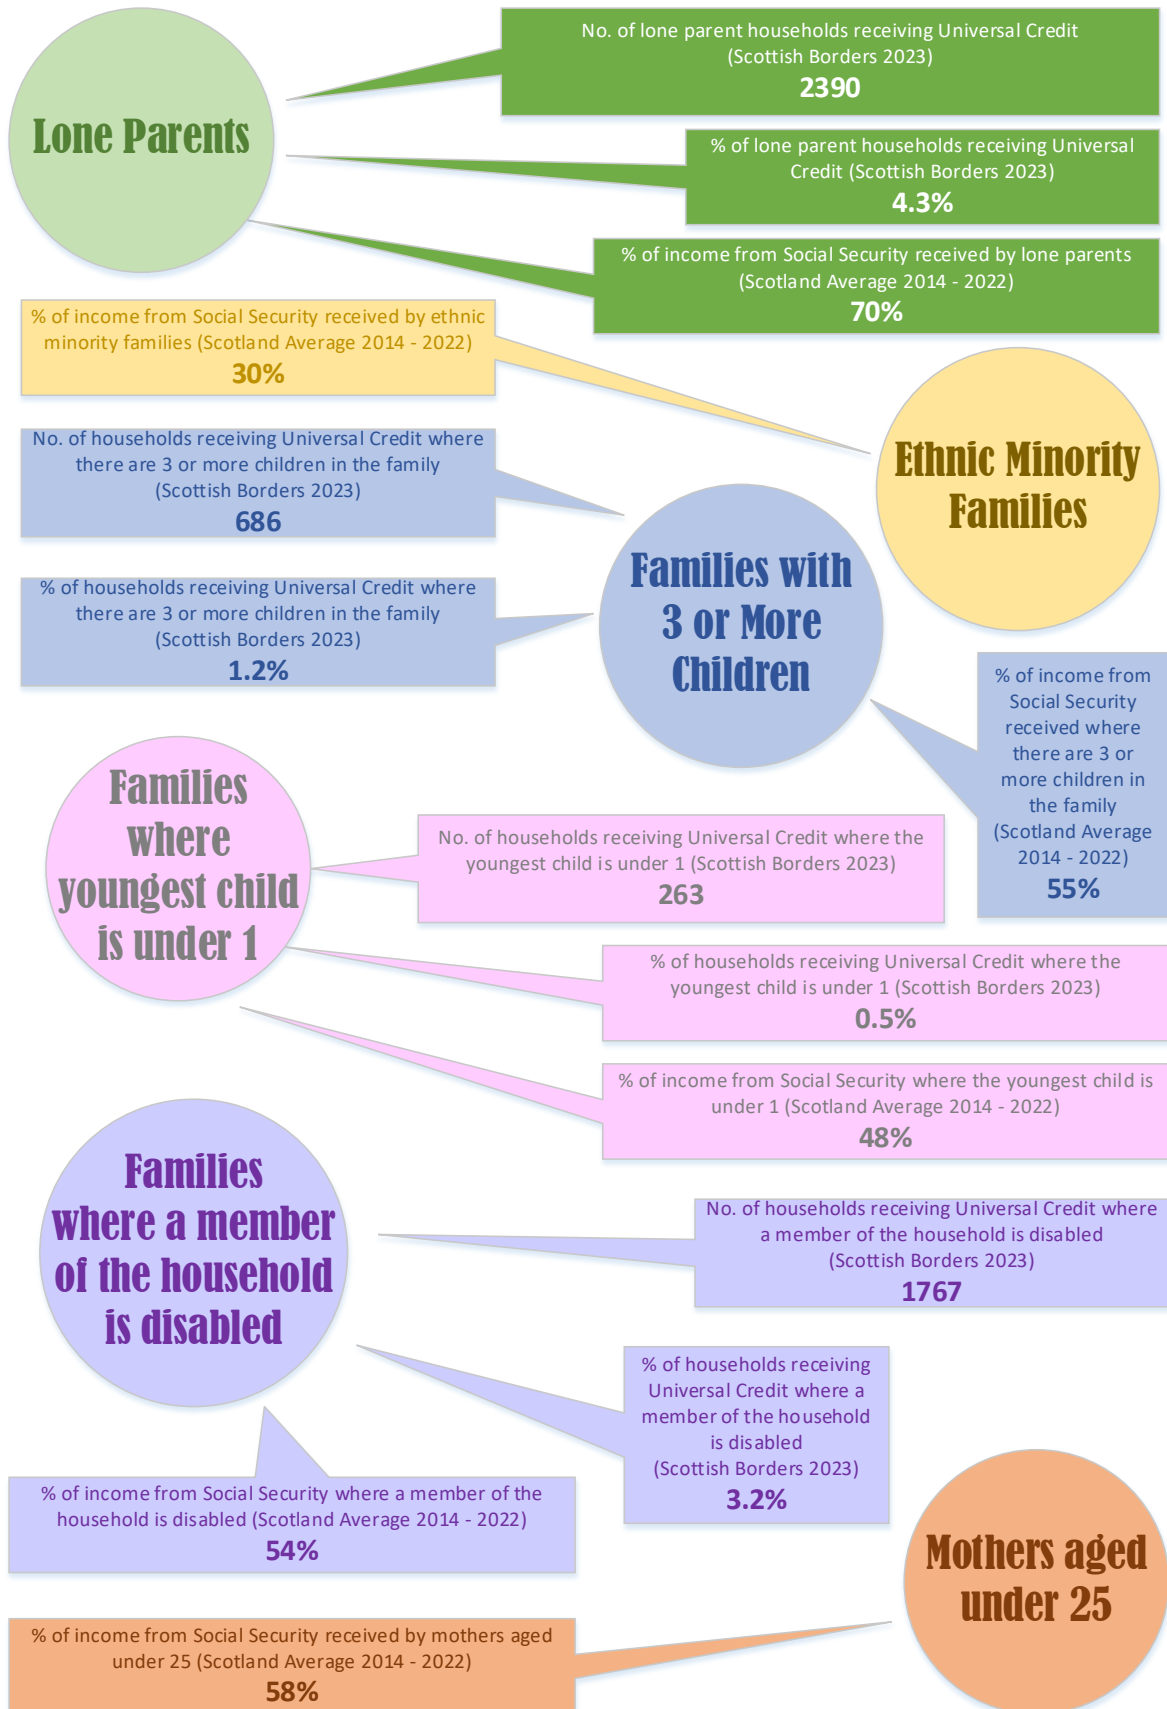 Lone Parents
No. of lone parent households receiving Universal Credit
(Scottish Borders 2023)
2390
% of lone parent households receiving Universal
Credit (Scottish Borders 2023)
4.3%
% of income from Social Security received by lone parents
(Scotland Average 2014 - 2022)
70%
% of income from Social Security received by ethnic
minority families (Scotland Average 2014 - 2022)
30%
Ethnic Minority
Families
No. of households receiving Universal Credit where
there are 3 or more children in the family
(Scottish Borders 2023)
686
% of households receiving Universal Credit where
there are 3 or more children in the family
(Scottish Borders 2023)
1.2%
Families with
3 or More
Children
% of income from
Social Security
received where
there are 3 or
more children in
the family
(Scotland Average
2014 - 2022)
55%
Families
where
youngest child
is under 1
No. of households receiving Universal Credit where the
youngest child is under 1 (Scottish Borders 2023)
263
% of households receiving Universal Credit where the
youngest child is under 1 (Scottish Borders 2023)
0.5%
% of income from Social Security where the youngest child is
under 1 (Scotland Average 2014 - 2022)
48%
Families
where a member
of the household
is disabled
No. of households receiving Universal Credit where
a member of the household is disabled
(Scottish Borders 2023)
1767
% of households receiving
Universal Credit where a
member of the household
is disabled
(Scottish Borders 2023)
3.2%
% of income from Social Security where a member of the
household is disabled (Scotland Average 2014 - 2022)
54%
Mothers aged
under 25
% of income from Social Security received by mothers aged
under 25 (Scotland Average 2014 - 2022)
58%